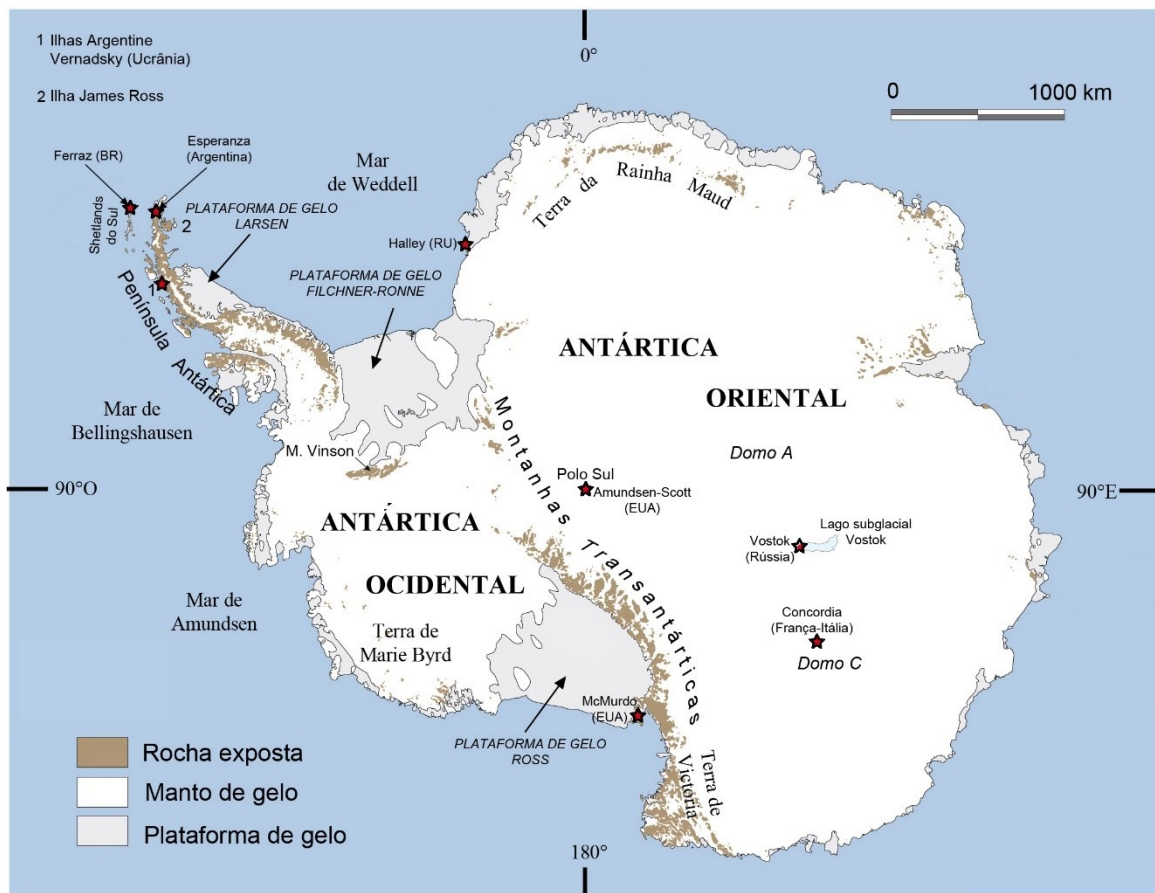 0°
1 Ilhas Argentine
Vernadsky (Ucrânia)
2 Ilha James Ross
0 1000 km
Ferraz (BR)
Esperanza
(Argentina)
Mar
de Weddell
Terra da Rainha Maud
Shetlands
do Sul
PLATAFORMA DE GELO
LARSEN
2
Halley (RU)
PLATAFORMA DE GELO
FILCHNER-RONNE
1
Península Antártica
ANTÁRTICA
ORIENTAL
Mar de
Bellingshausen
Montanhas Transantárticas
M. Vinson
Domo A
Polo Sul
Amundsen-Scott
(EUA)
90°O
90°E
ANTÁRTICA
OCIDENTAL
Lago subglacial
Vostok
Vostok
(Rússia)
Mar de
Amundsen
Terra de
Marie Byrd
Concordia
(França-Itália)
Domo C
McMurdo
(EUA)
PLATAFORMA DE GELO
ROSS
Terra de
Victória
Rocha exposta
Manto de gelo
Plataforma de gelo
180°